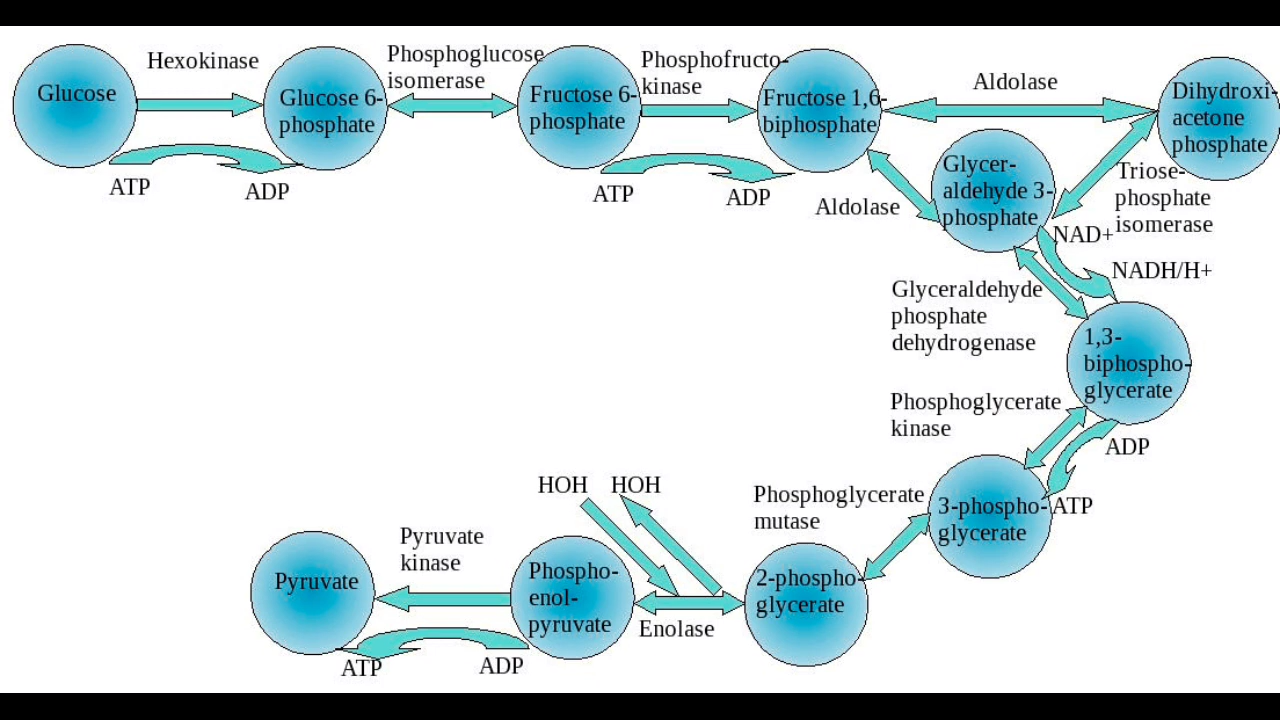 Glucose
Hexokinase
ATP
ADP
Glucose 6-
phosphate
Phosphoglucose
isomerase
Fructose 6-
phosphate
Phosphofructo-
kinase
ATP
ADP
Fructose 1,6-
biphosphate
Aldolase
Dihydroxi-
acetone
phosphate
Aldolase
Glycer-
aldehyde 3-
phosphate
Triose-
phosphate
isomerase
NAD+
NADH/H+
Glyceraldehyde
phosphate
dehydrogenase
1,3-
biphospho-
glycerate
Phosphoglycerate
kinase
ADP
ATP
3-phospho-
glycerate
Phosphoglycerate
mutase
2-phospho-
glycerate
HOH HOH
Enolase
Phospho-
enol-
pyruvate
Pyruvate
kinase
ADP
ATP
Pyruvate